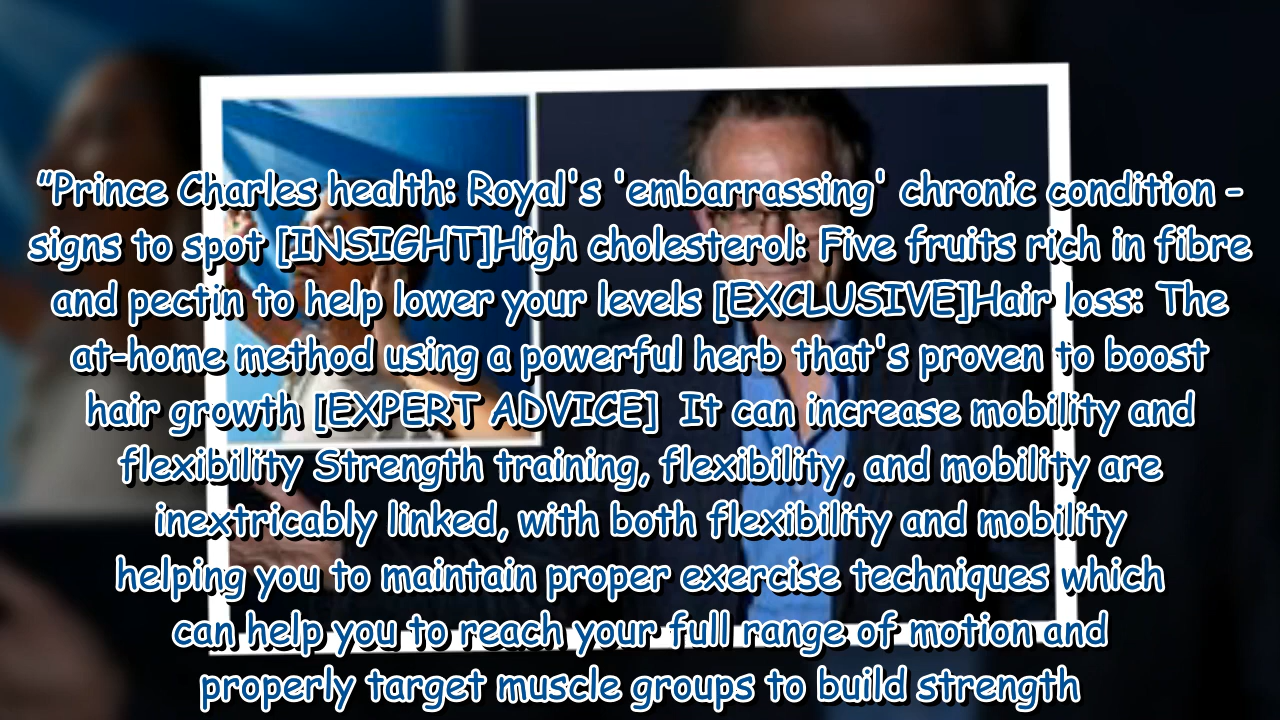 ”Prince Charles health: Royal's 'embarrassing' chronic condition -
signs to spot [INSIGHT]High cholesterol: Five fruits rich in fibre
and pectin to help lower your levels [EXCLUSIVE]Hair loss: The
at-home method using a powerful herb that's proven to boost
hair growth [EXPERT ADVICE]  It can increase mobility and
flexibility Strength training, flexibility, and mobility are
inextricably linked, with both flexibility and mobility
helping you to maintain proper exercise techniques which
can help you to reach your full range of motion and
properly target muscle groups to build strength